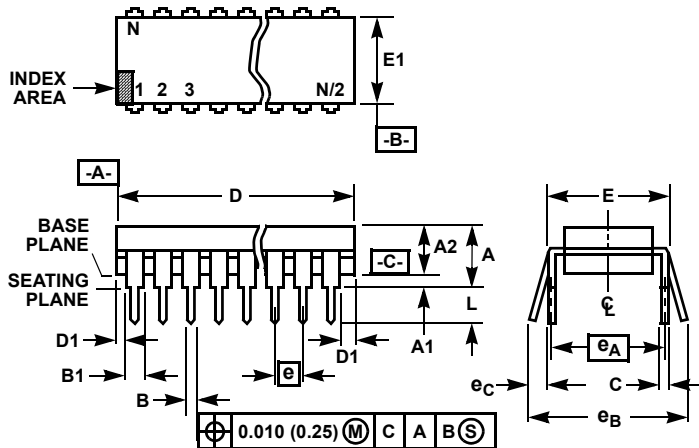 N
E1
INDEX
AREA
1 2 3 N/2
-B-
-A-
D
E
BASE
PLANE
A2
A
-C-
SEATING
PLANE
L
C̲L
D1
A1
D1
eA
B1
e
eC
C
B
eB
0.010 (0.25) Ⓜ C A B Ⓢ